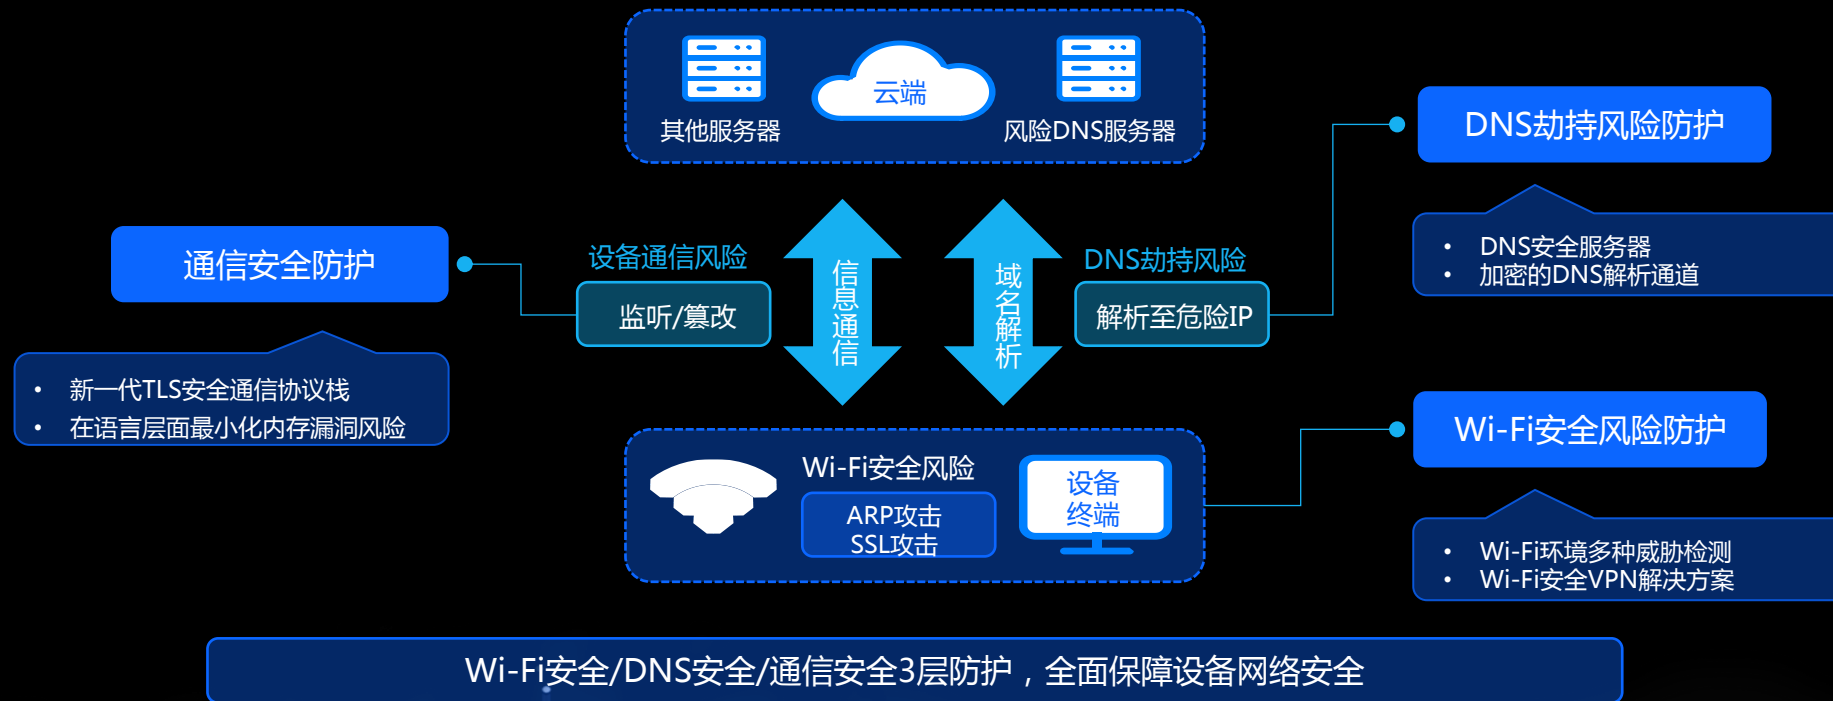 云端
其他服务器
风险DNS服务器
DNS劫持风险防护
• DNS安全服务器
• 加密的DNS解析通道
通信安全防护
设备通信风险
监听/篡改
信息通信
域名解析
DNS劫持风险
解析至危险IP
• 新一代TLS安全通信协议栈
• 在语言层面最小化内存漏洞风险
Wi-Fi安全风险
ARP攻击
SSL攻击
设备
终端
Wi-Fi安全风险防护
• Wi-Fi环境多种威胁检测
• Wi-Fi安全VPN解决方案
Wi-Fi安全/DNS安全/通信安全3层防护，全面保障设备网络安全